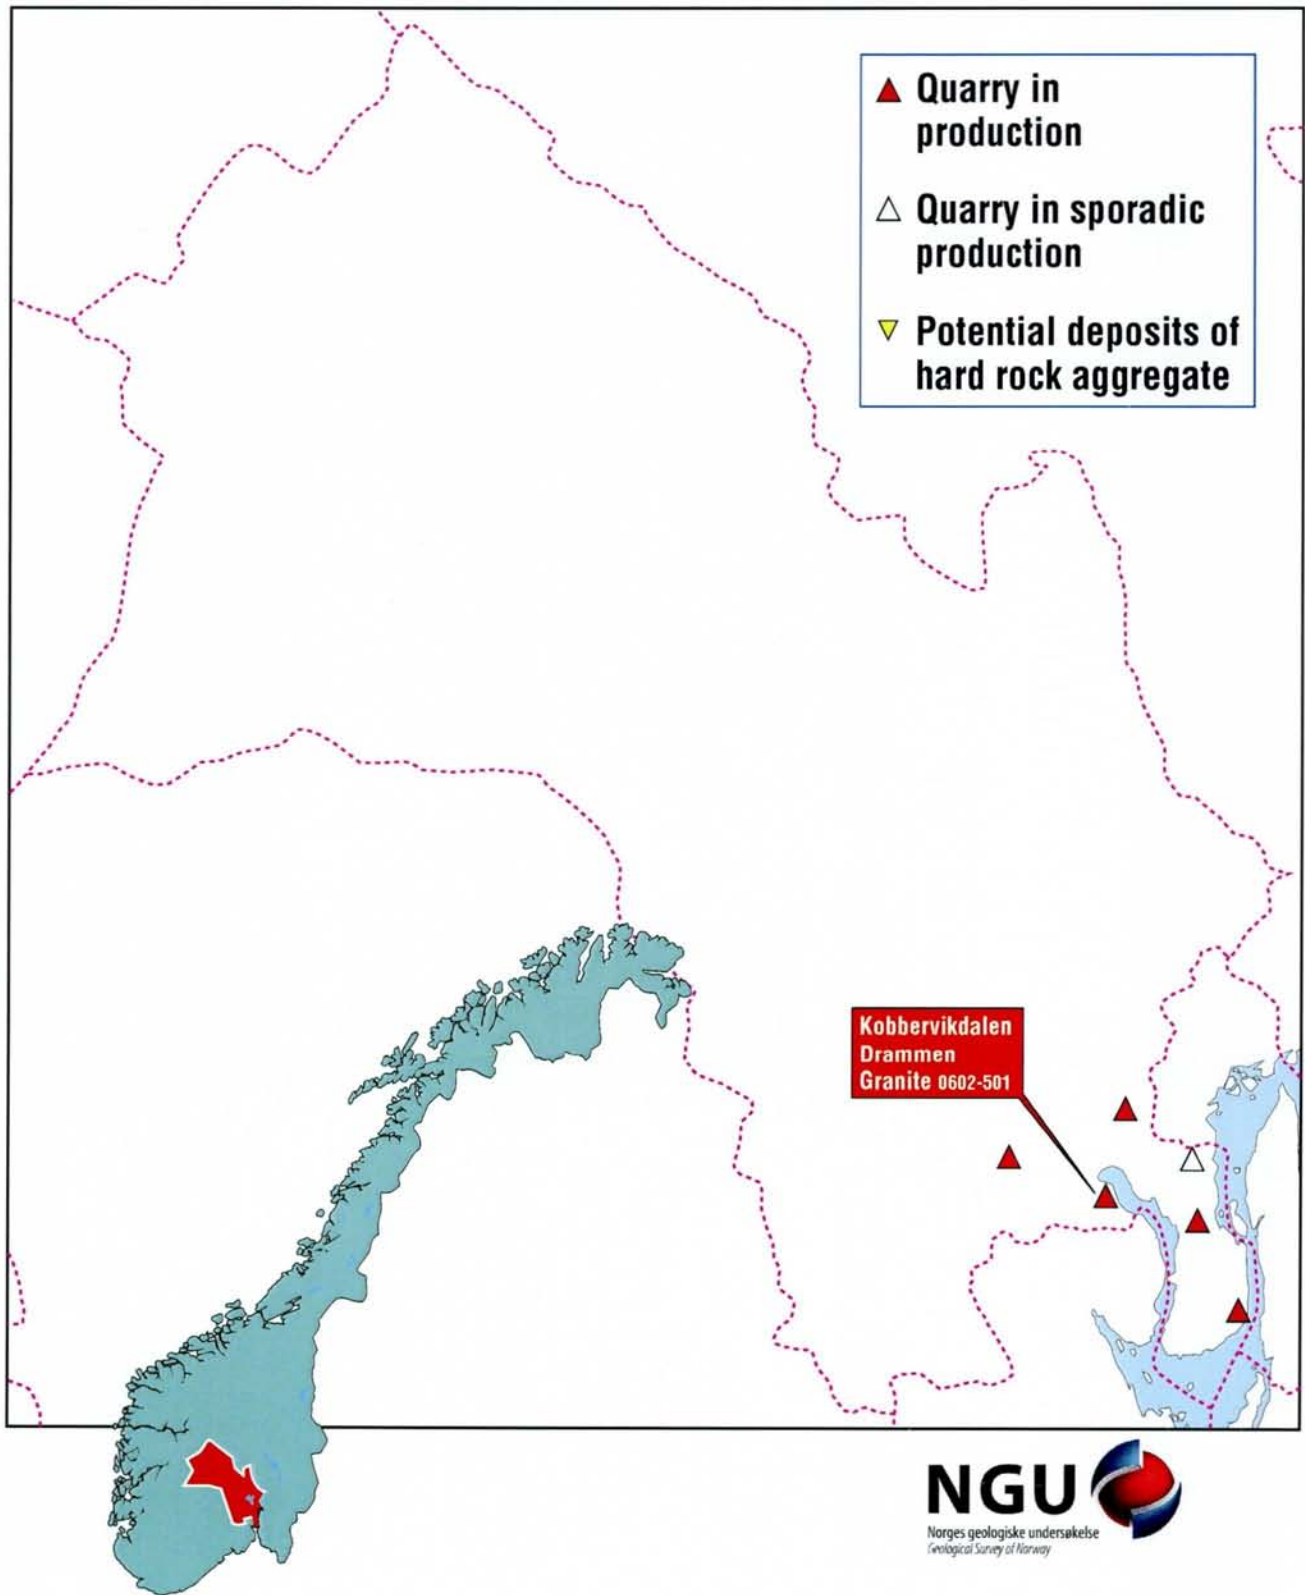 Quarry in
production
Quarry in sporadic
production
Potential deposits of
hard rock aggregate
Kobbervikdalen
Drammen
Granite 0602-501
NGU
Norges geologiske undersøkelse
Geological Survey of Norway